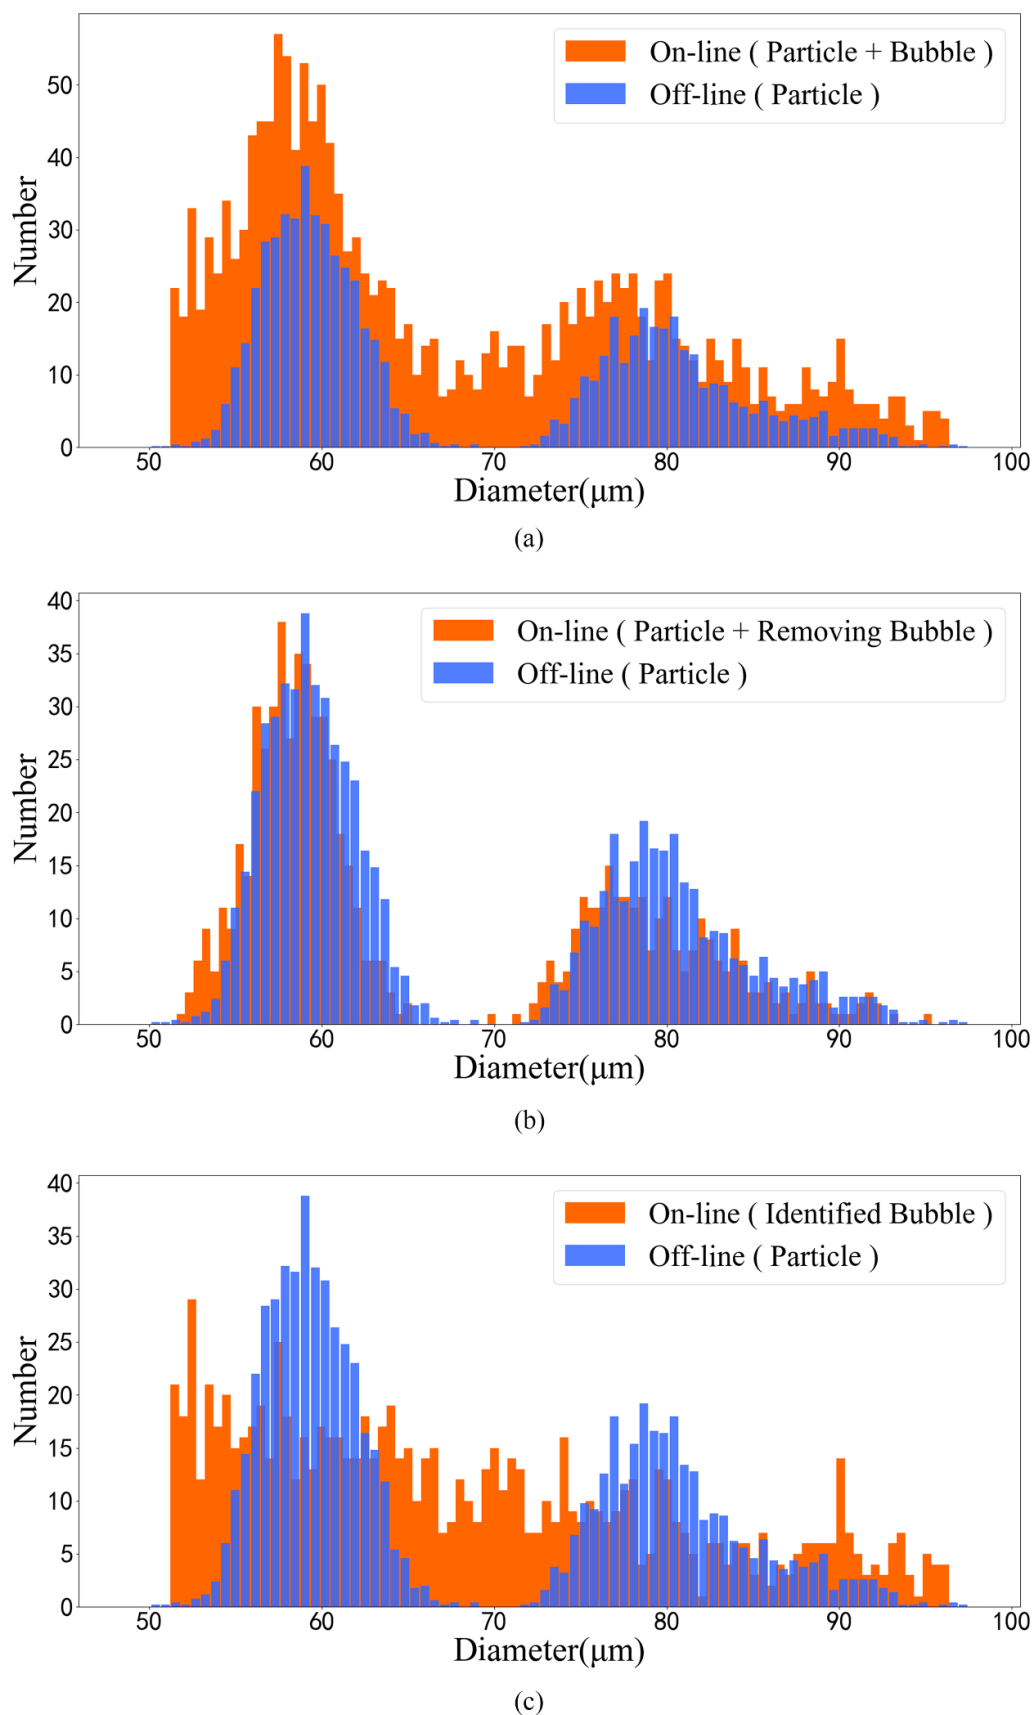 On-line ( Particle + Bubble )
Off-line ( Particle )
50
40
30
20
10
0
Number
50 60 70 80 90 100
Diameter(μm)
(a)
On-line ( Particle + Removing Bubble )
Off-line ( Particle )
40
35
30
25
20
15
10
5
0
Number
50 60 70 80 90 100
Diameter(μm)
(b)
On-line ( Identified Bubble )
Off-line ( Particle )
40
35
30
25
20
15
10
5
0
Number
50 60 70 80 90 100
Diameter(μm)
(c)